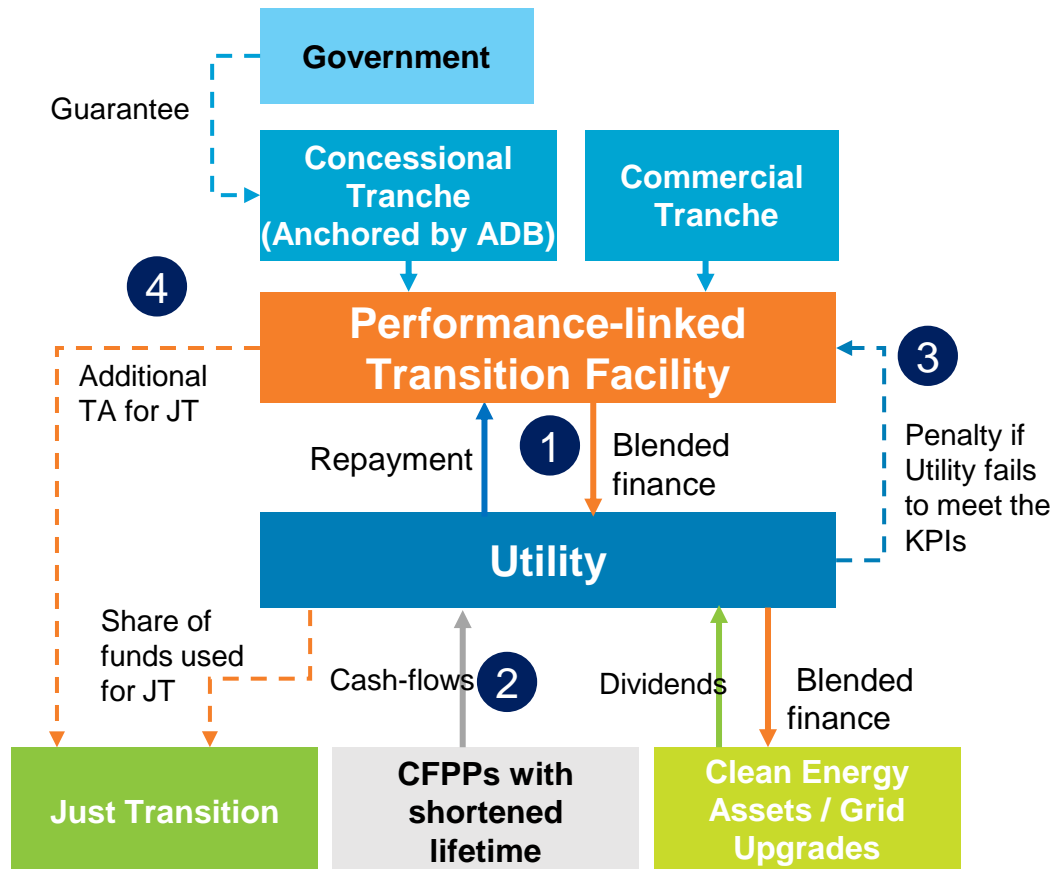 Government
Guarantee
Concessional
Tranche
(Anchored by ADB)
Commercial
Tranche
4
Performance-linked
Transition Facility
3
Additional
TA for JT
Penalty if
Utility fails
to meet the
KPIs
Repayment
1
Blended
finance
Utility
Share of
funds used
for JT
Cash-flows
2
Dividends
Blended
finance
Just Transition
CFPPs with
shortened
lifetime
Clean Energy
Assets / Grid
Upgrades